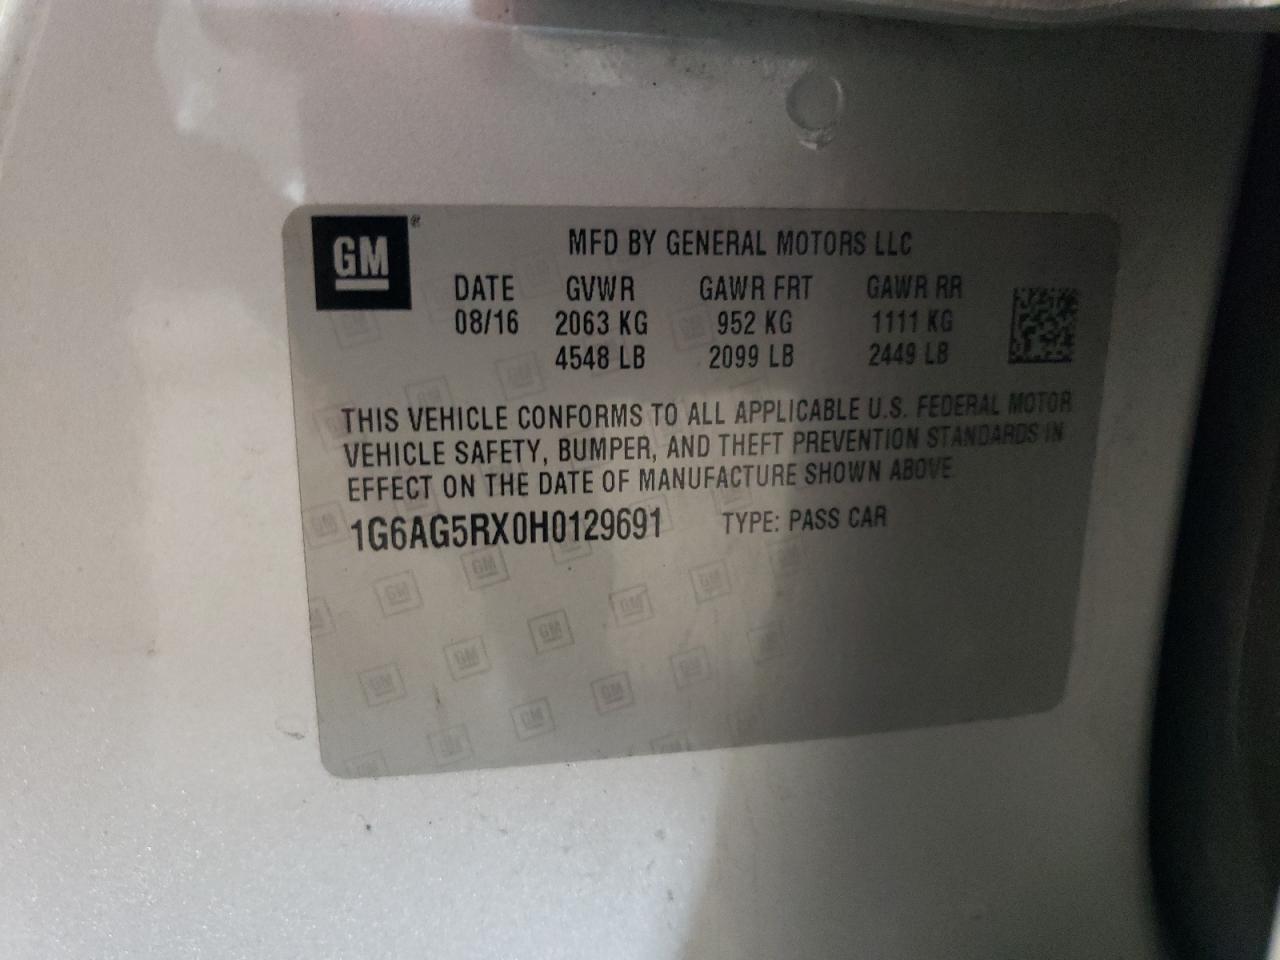 GM
MFD BY GENERAL MOTORS LLC
DATE GVWR GAWR FRT GAWR RR
08/16 2063 KG 952 KG 1111 KG
4548 LB 2099 LB 2449 LB
THIS VEHICLE CONFORMS TO ALL APPLICABLE U.S. FEDERAL MOTOR
VEHICLE SAFETY, BUMPER, AND THEFT PREVENTION STANDARDS IN
EFFECT ON THE DATE OF MANUFACTURE SHOWN ABOVE
1G6AG5RX0H0129691 TYPE: PASS CAR